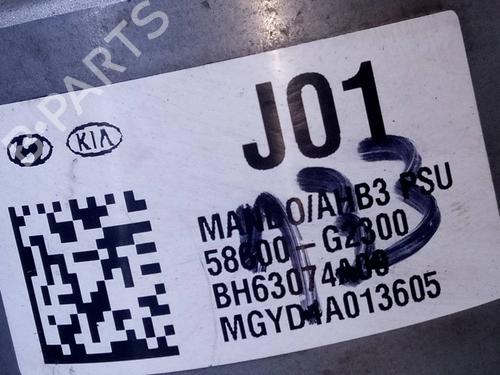 B-PARTS
KIA
J01
MANDO/AHB3 PSU
58600-G2300
BH63074A00
MGYD4A013605